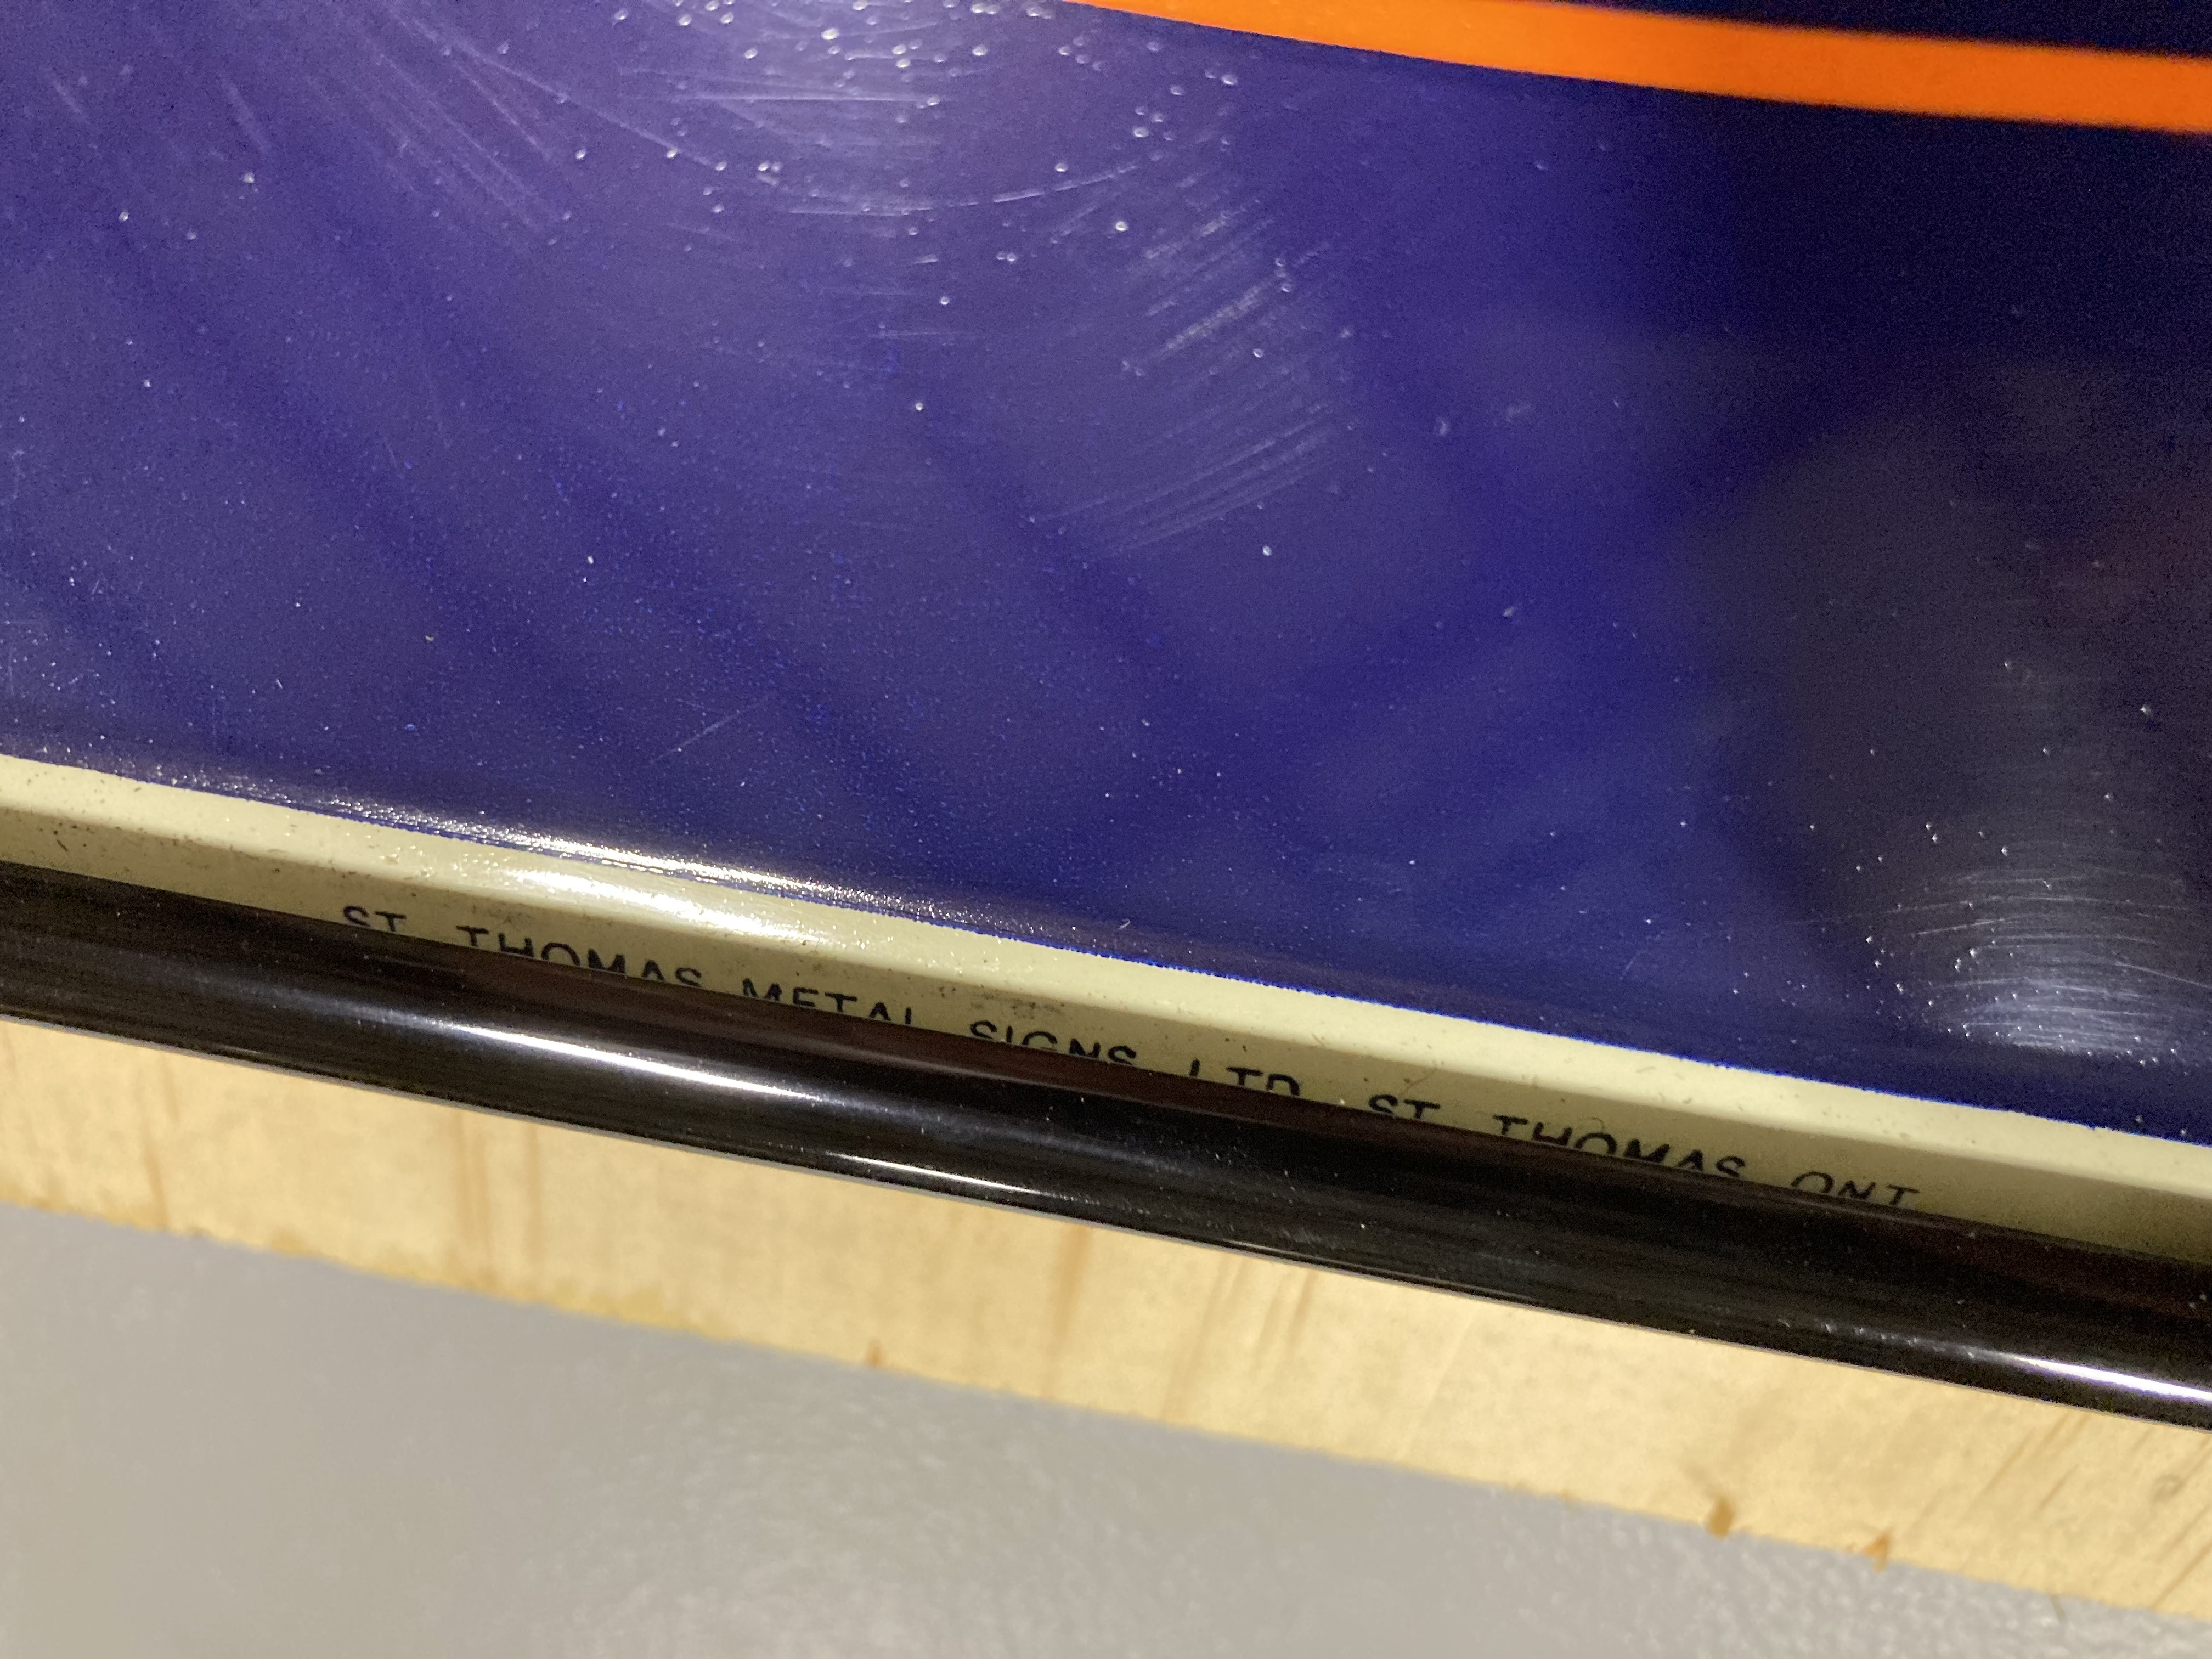 ST. THOMAS METAL SIGNS LTD. ST. THOMAS, ONT.